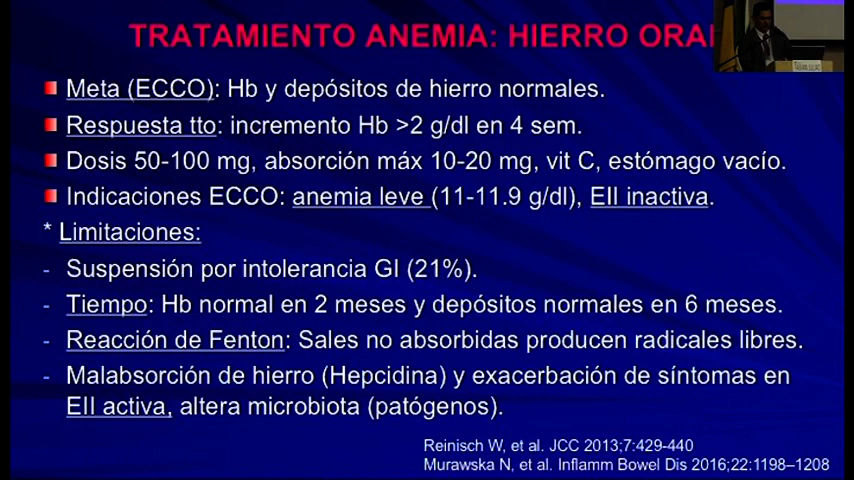 TRATAMIENTO ANEMIA: HIERRO ORAL
Meta (ECCO): Hb y depósitos de hierro normales.
Respuesta tto: incremento Hb >2 g/dl en 4 sem.
Dosis 50-100 mg, absorción máx 10-20 mg, vit C, estómago vacío.
Indicaciones ECCO: anemia leve (11-11.9 g/dl), EII inactiva.
* Limitaciones:
- Suspensión por intolerancia GI (21%).
- Tiempo: Hb normal en 2 meses y depósitos normales en 6 meses.
- Reacción de Fenton: Sales no absorbidas producen radicales libres.
- Malabsorción de hierro (Hepcidina) y exacerbación de síntomas en
EII activa, altera microbiota (patógenos).
Reinisch W, et al. JCC 2013;7:429-440
Murawska N, et al. Inflamm Bowel Dis 2016;22:1198–1208